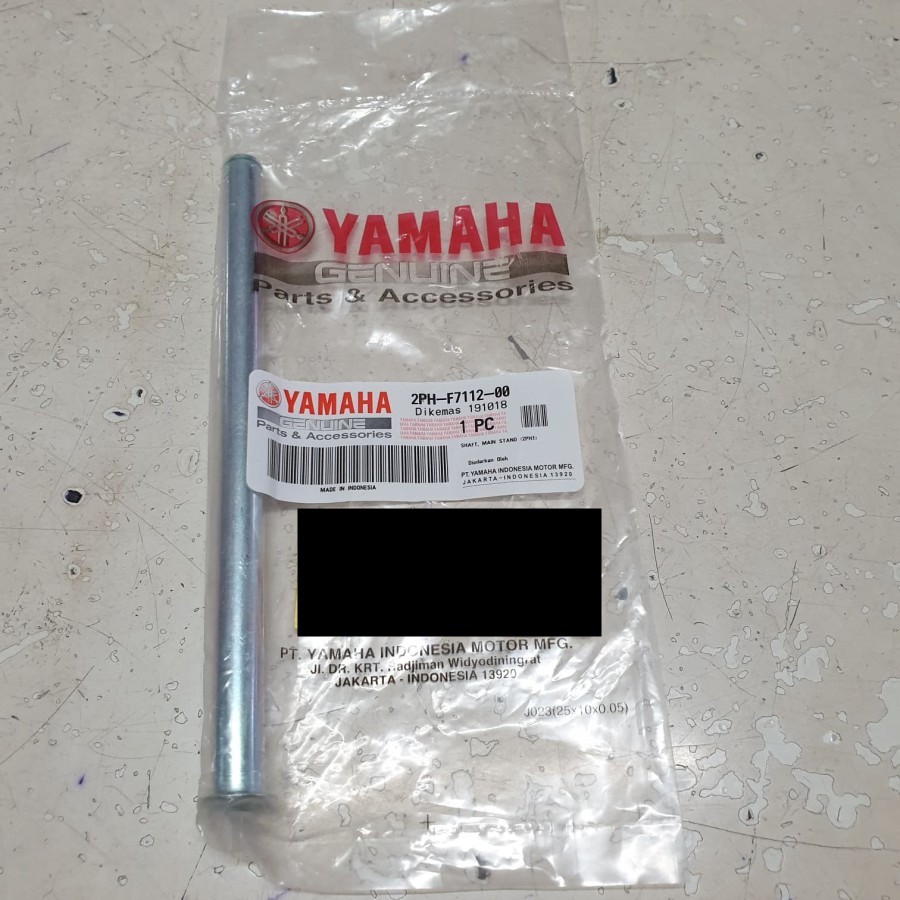 YAMAHA
GENUINE
Parts & Accessories
YAMAHA
GENUINE
Parts & Accessories
2PH-F7112-00
Dikemas 191018
1 PC
SHAFT, MAIN STAND (2PH)
Diedarkan Oleh
PT. YAMAHA INDONESIA MOTOR MFG.
JAKARTA-INDONESIA 13920
MADE IN INDONESIA
PT. YAMAHA INDONESIA MOTOR MFG.
Jl. DR. KRT. Radjiman Widyodiningrat
JAKARTA - INDONESIA 13920
J023(25x10x0.05)